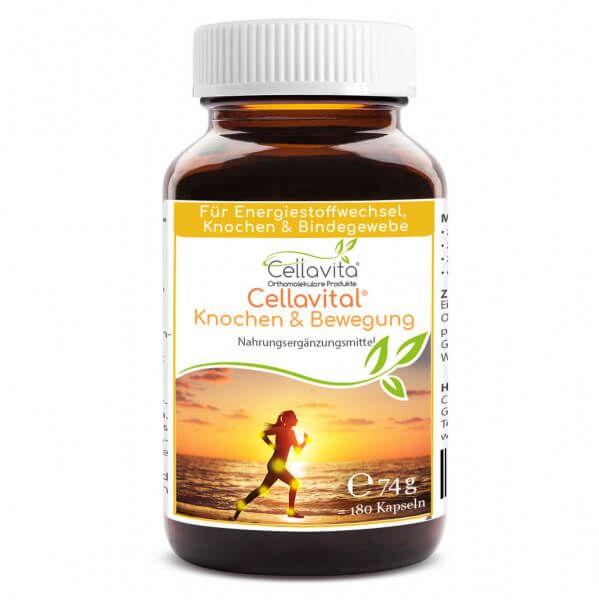 Für Energiestoffwechsel,
Knochen & Bindegewebe
Cellavita®
Orthomolekulare Produkte
Cellavital®
Knochen & Bewegung
Nahrungsergänzungsmittel
℮ 74 g
= 180 Kapseln